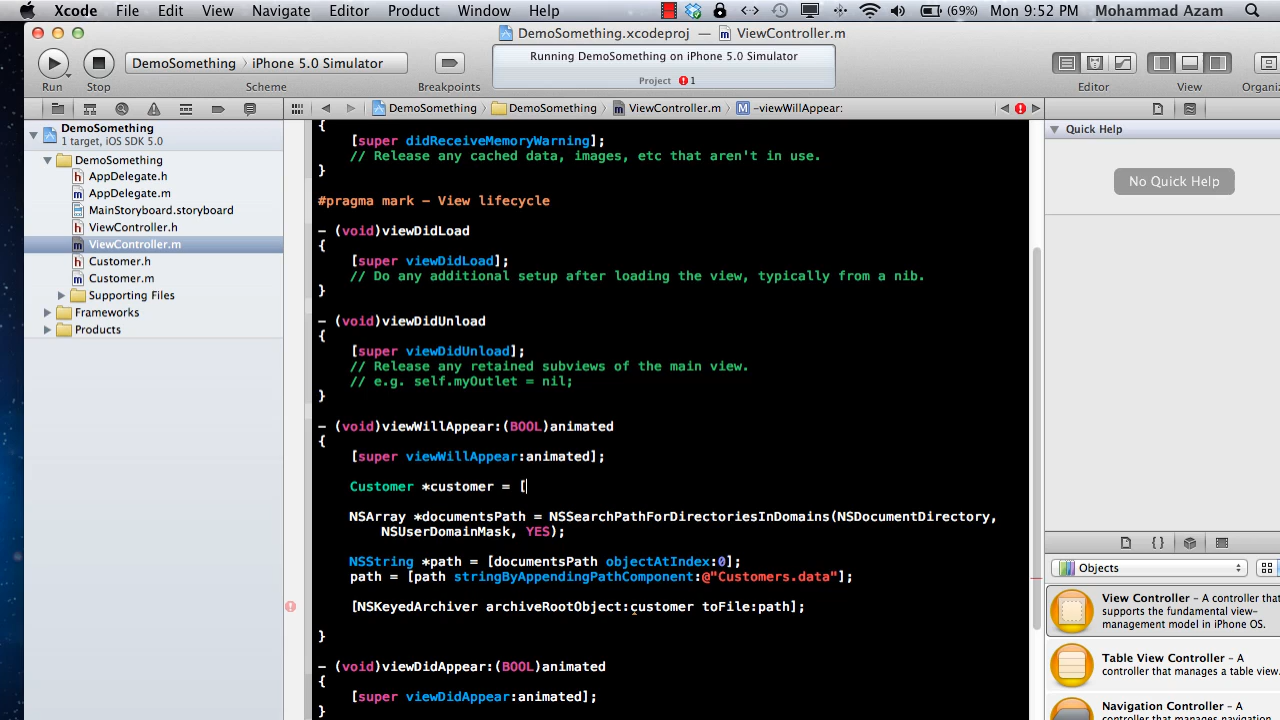 Xcode File Edit View Navigate Editor Product Window Help (69%) Mon 9:52 PM Mohammad Azam
DemoSomething.xcodeproj — ViewController.m
DemoSomething iPhone 5.0 Simulator
Running DemoSomething on iPhone 5.0 Simulator
Project 1
Run Stop Scheme Breakpoints Editor View Organiz
DemoSomething DemoSomething ViewController.m M -viewWillAppear:
DemoSomething
1 target, iOS SDK 5.0
DemoSomething
h AppDelegate.h
m AppDelegate.m
MainStoryboard.storyboard
h ViewController.h
m ViewController.m
h Customer.h
m Customer.m
Supporting Files
Frameworks
Products
{
[super didReceiveMemoryWarning];
// Release any cached data, images, etc that aren't in use.
}
#pragma mark - View lifecycle
- (void)viewDidLoad
{
[super viewDidLoad];
// Do any additional setup after loading the view, typically from a nib.
}
- (void)viewDidUnload
{
[super viewDidUnload];
// Release any retained subviews of the main view.
// e.g. self.myOutlet = nil;
}
- (void)viewWillAppear:(BOOL)animated
{
[super viewWillAppear:animated];
Customer *customer = [
NSArray *documentsPath = NSSearchPathForDirectoriesInDomains(NSDocumentDirectory,
NSUserDomainMask, YES);
NSString *path = [documentsPath objectAtIndex:0];
path = [path stringByAppendingPathComponent:@"Customers.data"];
[NSKeyedArchiver archiveRootObject:customer toFile:path];
}
- (void)viewDidAppear:(BOOL)animated
{
[super viewDidAppear:animated];
}
Quick Help
No Quick Help
{ }
Objects
View Controller - A controller that
supports the fundamental view-
management model in iPhone OS.
Table View Controller - A
controller that manages a table view.
Navigation Controller - A
controller that manages navigation